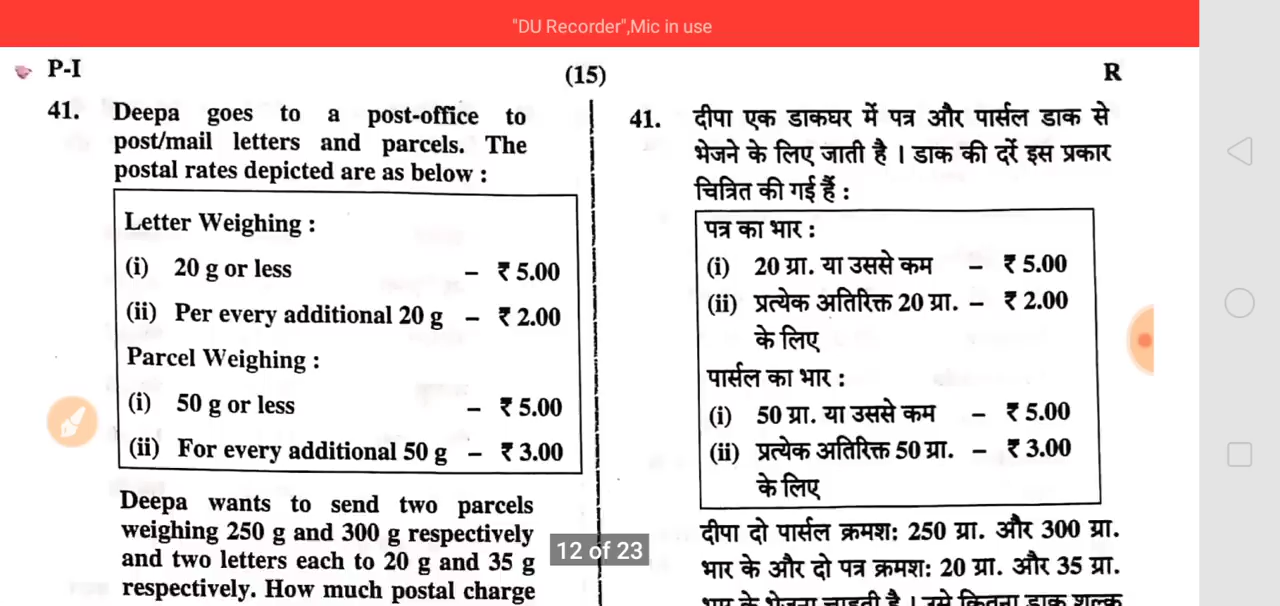 "DU Recorder",Mic in use
P-I
(15)
R
41. Deepa goes to a post-office to
post/mail letters and parcels. The
postal rates depicted are as below :
Letter Weighing :
(i) 20 g or less – ₹ 5.00
(ii) Per every additional 20 g – ₹ 2.00
Parcel Weighing :
(i) 50 g or less – ₹ 5.00
(ii) For every additional 50 g – ₹ 3.00
Deepa wants to send two parcels
weighing 250 g and 300 g respectively
and two letters each to 20 g and 35 g
respectively. How much postal charge
41. दीपा एक डाकघर में पत्र और पार्सल डाक से
भेजने के लिए जाती है । डाक की दरें इस प्रकार
चित्रित की गई हैं :
पत्र का भार :
(i) 20 ग्रा. या उससे कम – ₹ 5.00
(ii) प्रत्येक अतिरिक्त 20 ग्रा. – ₹ 2.00
के लिए
पार्सल का भार :
(i) 50 ग्रा. या उससे कम – ₹ 5.00
(ii) प्रत्येक अतिरिक्त 50 ग्रा. – ₹ 3.00
के लिए
दीपा दो पार्सल क्रमश: 250 ग्रा. और 300 ग्रा.
भार के और दो पत्र क्रमश: 20 ग्रा. और 35 ग्रा.
भार के भेजना चाहती है । उसे कितना डाक शुल्क
12 of 23